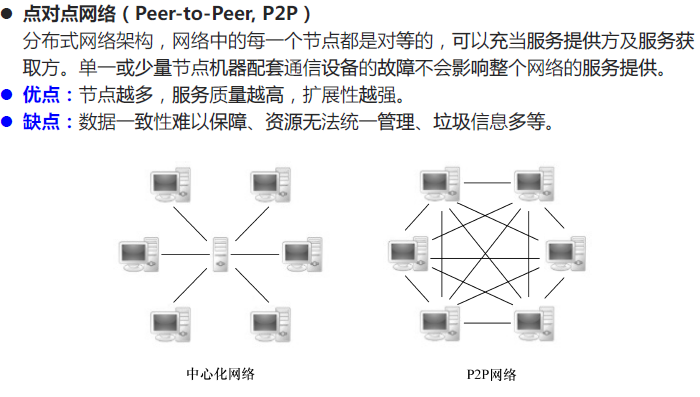 点对点网络（Peer-to-Peer, P2P）
分布式网络架构，网络中的每一个节点都是对等的，可以充当服务提供方及服务获
取方。单一或少量节点机器配套通信设备的故障不会影响整个网络的服务提供。
优点：节点越多，服务质量越高，扩展性越强。
缺点：数据一致性难以保障、资源无法统一管理、垃圾信息多等。
中心化网络
P2P网络